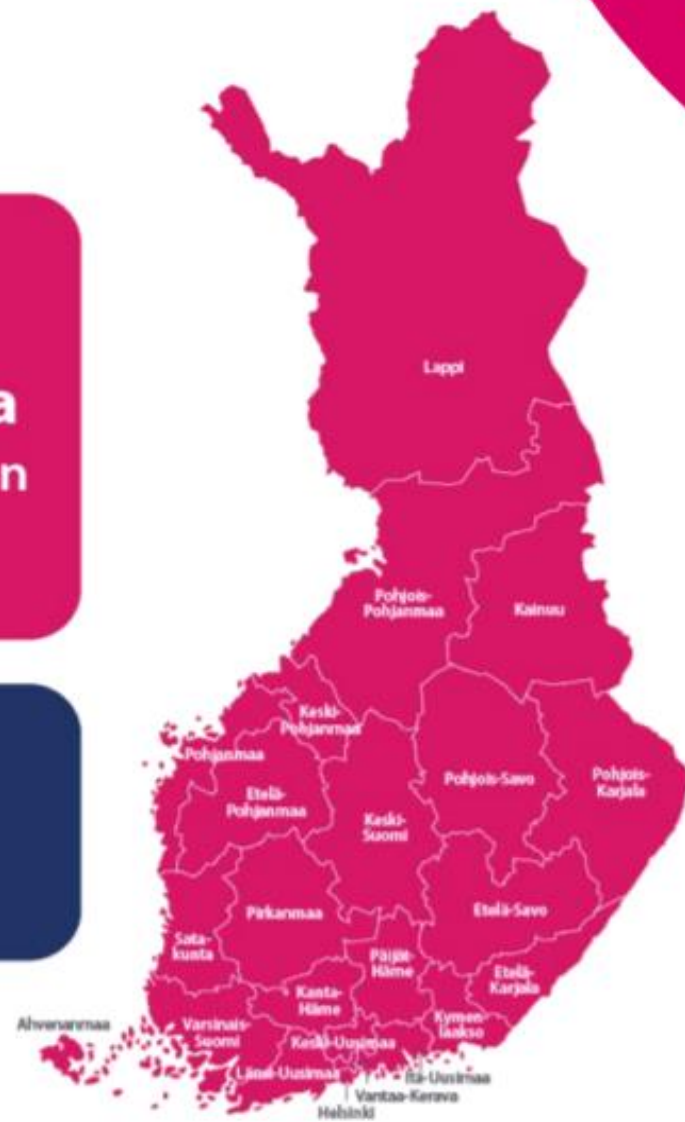 a
n
Lappi
Pohjois-
Pohjanmaa
Kainuu
Keski-
Pohjanmaa
Pohjanmaa
Etelä-
Pohjanmaa
Keski-
Suomi
Pohjois-Savo
Pohjois-
Karjala
Pirkanmaa
Etelä-Savo
Sata-
kunta
Päijät-
Häme
Etelä-
Karjala
Kanta-
Häme
Kymen-
laakso
Ahvenanmaa
Varsinais-
Suomi
Keski-Uusimaa
Länsi-Uusimaa
Itä-Uusimaa
Vantaa-Kerava
Helsinki